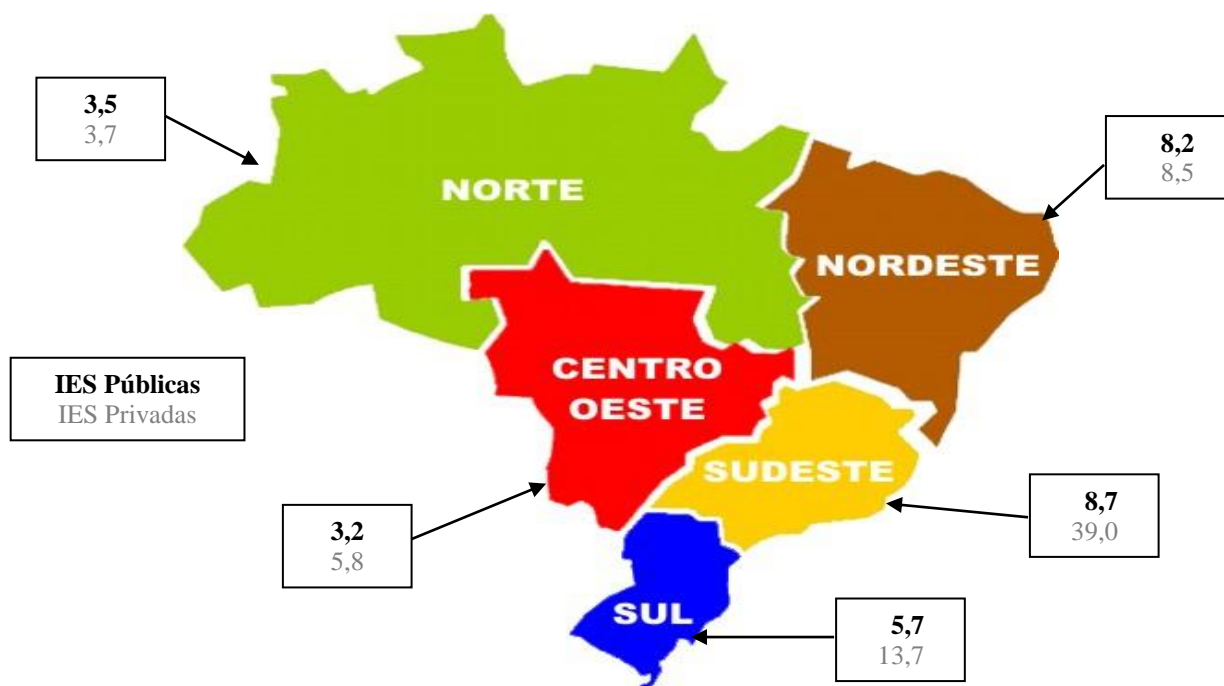 3,5
3,7
8,2
8,5
NORTE
NORDESTE
IES Públicas
IES Privadas
CENTRO
OESTE
SUDESTE
3,2
5,8
8,7
39,0
SUL
5,7
13,7